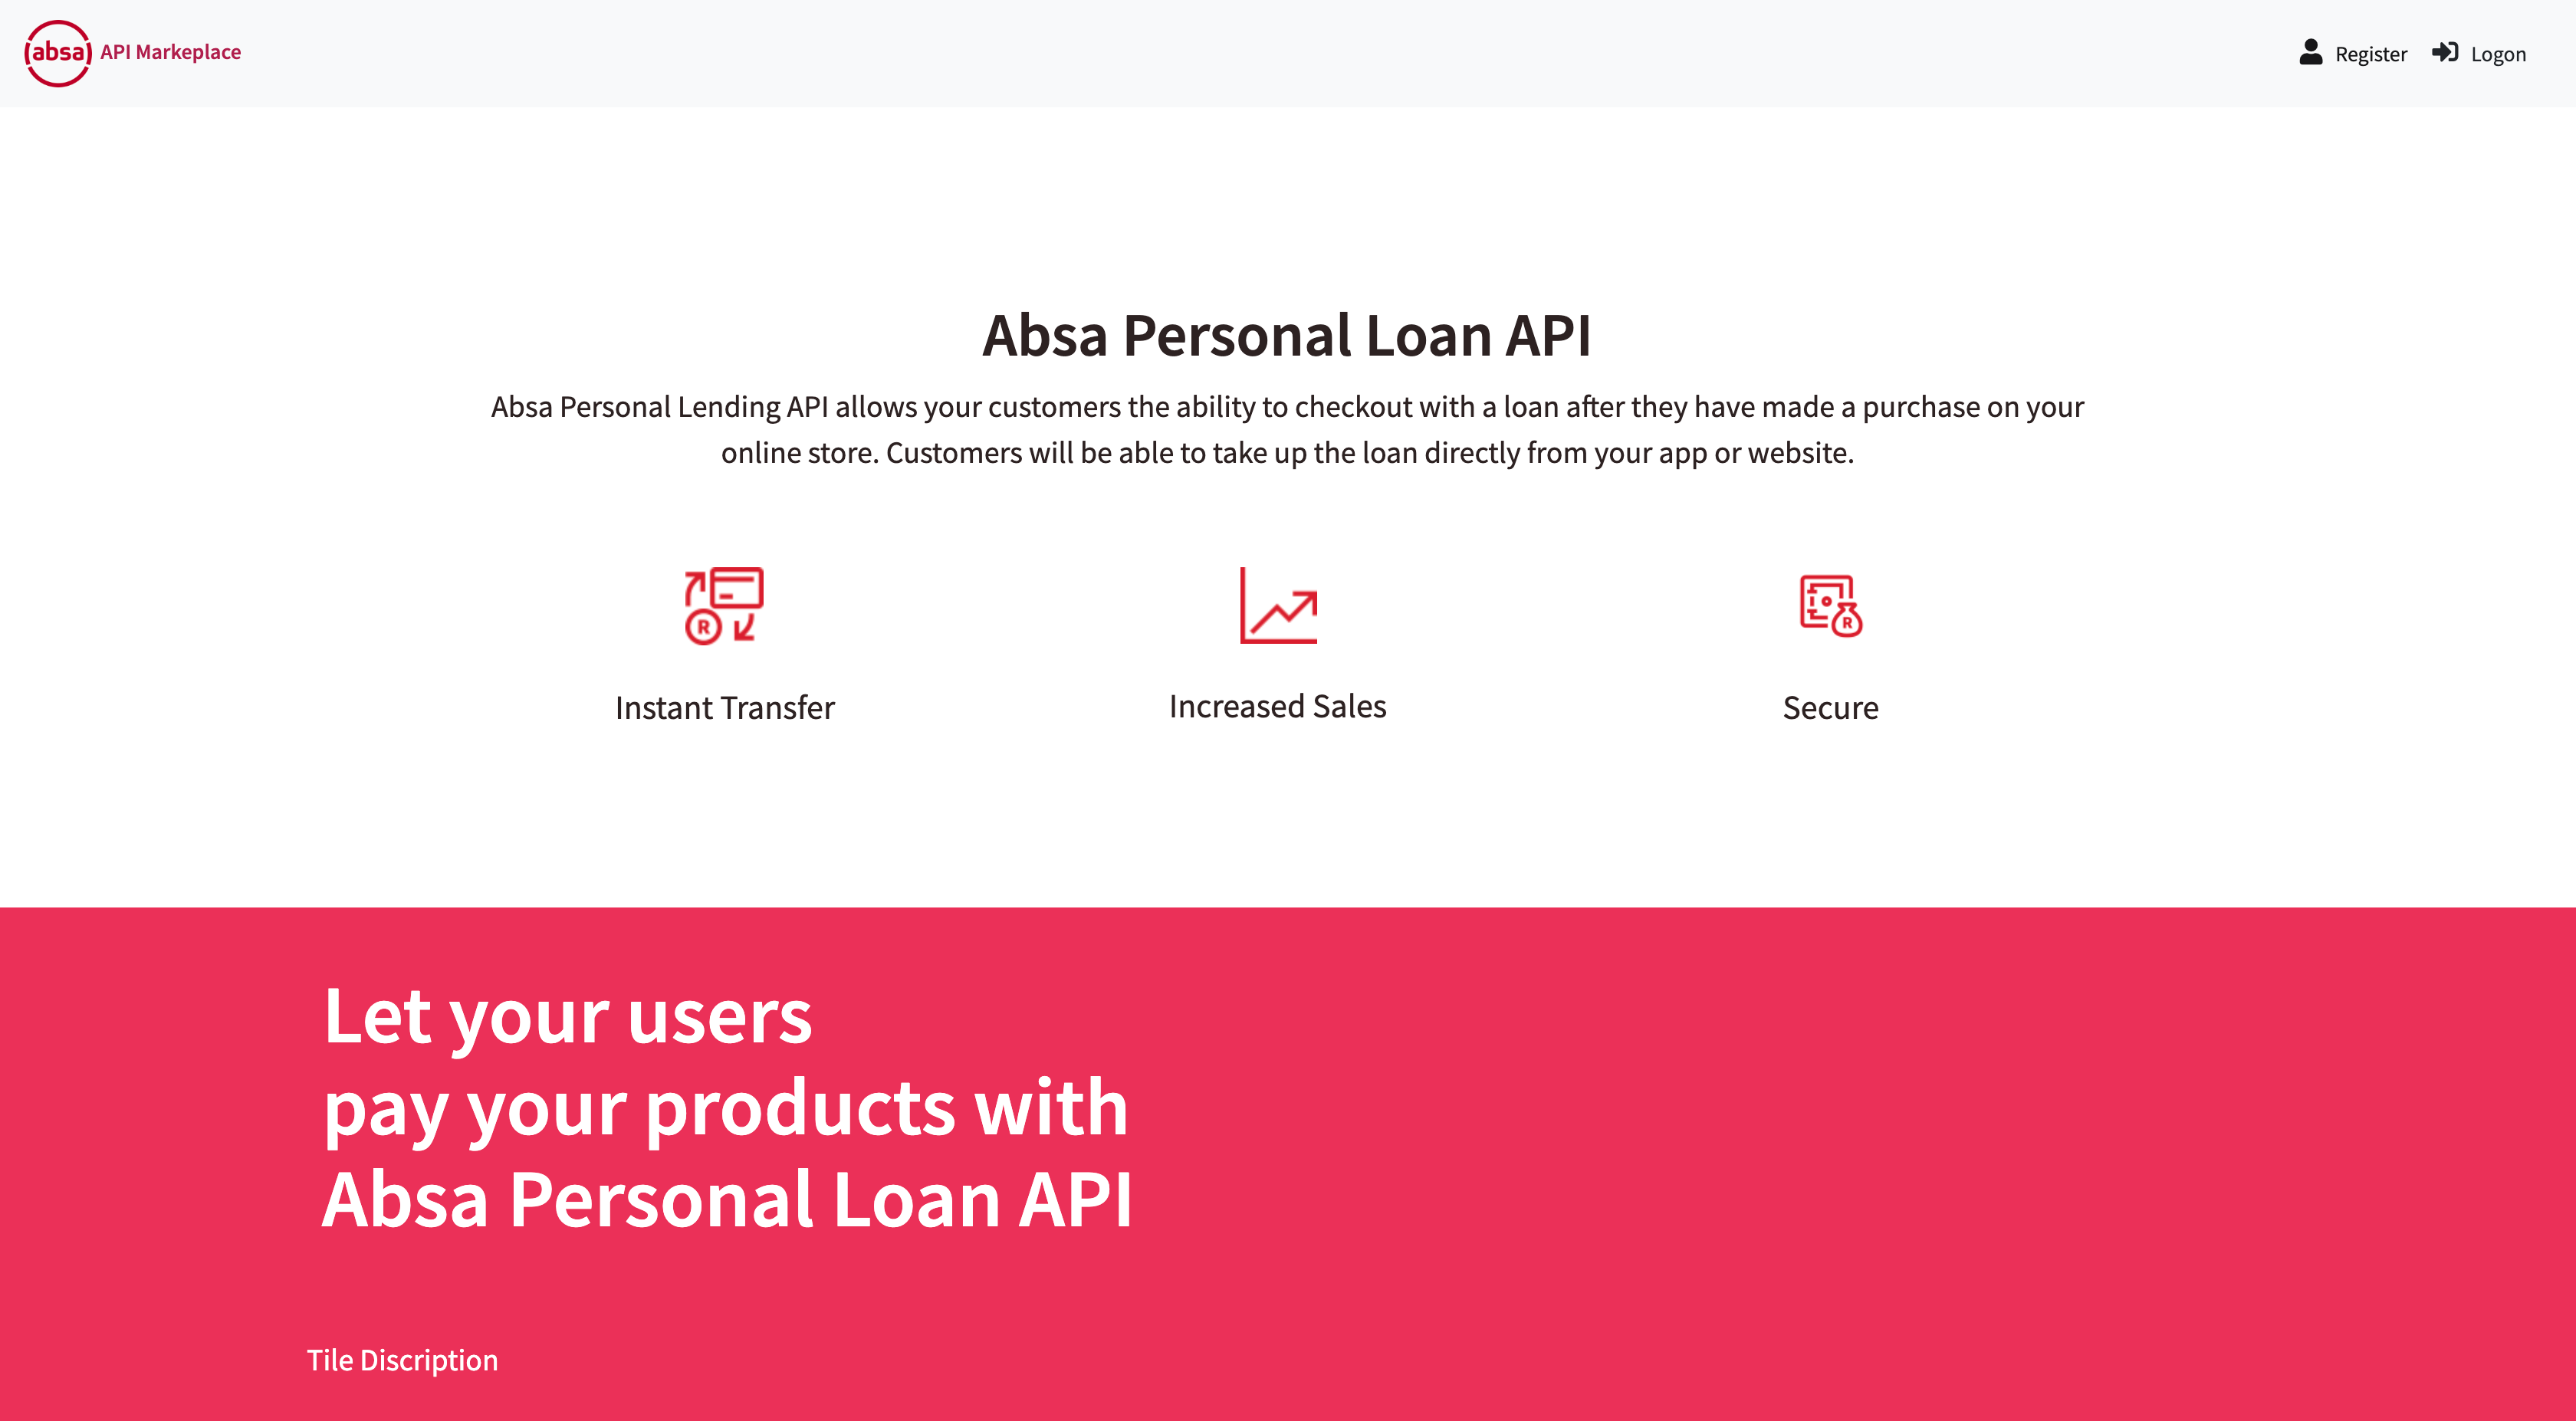 absa API Markeplace
Register Logon
Absa Personal Loan API
Absa Personal Lending API allows your customers the ability to checkout with a loan after they have made a purchase on your
online store. Customers will be able to take up the loan directly from your app or website.
R
R
Instant Transfer
Increased Sales
Secure
Let your users
pay your products with
Absa Personal Loan API
Tile Discription